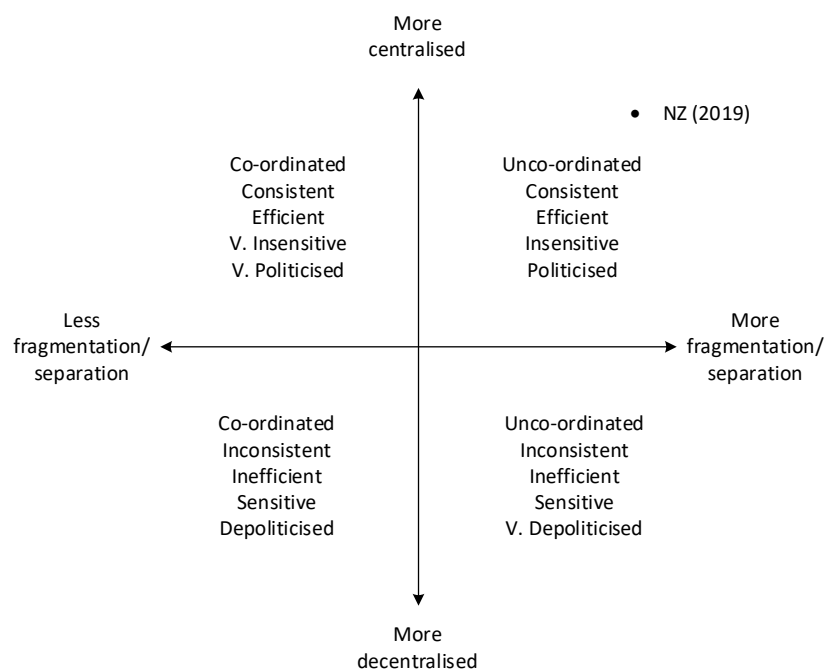 More
centralised
• NZ (2019)
Co-ordinated
Consistent
Efficient
V. Insensitive
V. Politicised
Unco-ordinated
Consistent
Efficient
Insensitive
Politicised
Less
fragmentation/
separation
More
fragmentation/
separation
Co-ordinated
Inconsistent
Inefficient
Sensitive
Depoliticised
Unco-ordinated
Inconsistent
Inefficient
Sensitive
V. Depoliticised
More
decentralised